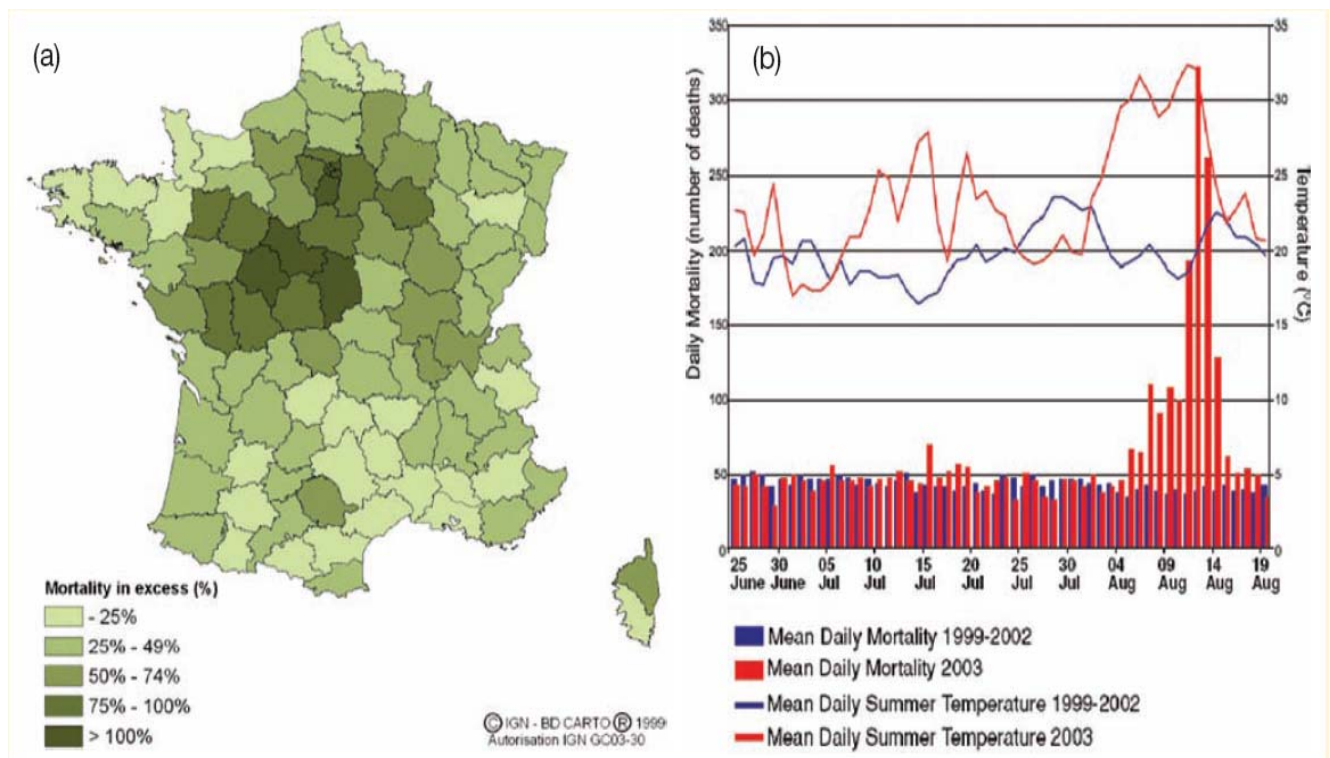 (a)
Mortality in excess (%)
- 25%
25% - 49%
50% - 74%
75% - 100%
> 100%
© IGN - BD CARTO ® 1999
Autorisation IGN GC03-30
(b)
Daily Mortality (number of deaths)
350
300
250
200
150
100
50
0
Temperature (°C)
35
30
25
20
15
10
5
0
25 June
30 June
05 Jul
10 Jul
15 Jul
20 Jul
25 Jul
30 Jul
04 Aug
09 Aug
14 Aug
19 Aug
Mean Daily Mortality 1999-2002
Mean Daily Mortality 2003
Mean Daily Summer Temperature 1999-2002
Mean Daily Summer Temperature 2003